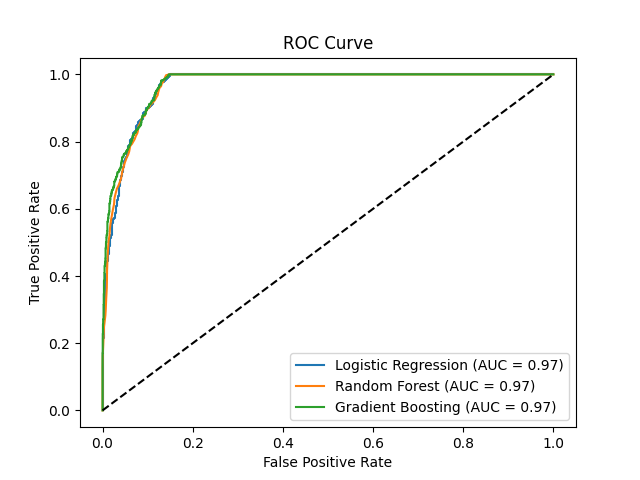 ROC Curve
True Positive Rate
1.0
0.8
0.6
0.4
0.2
0.0
Logistic Regression (AUC = 0.97)
Random Forest (AUC = 0.97)
Gradient Boosting (AUC = 0.97)
0.0 0.2 0.4 0.6 0.8 1.0
False Positive Rate